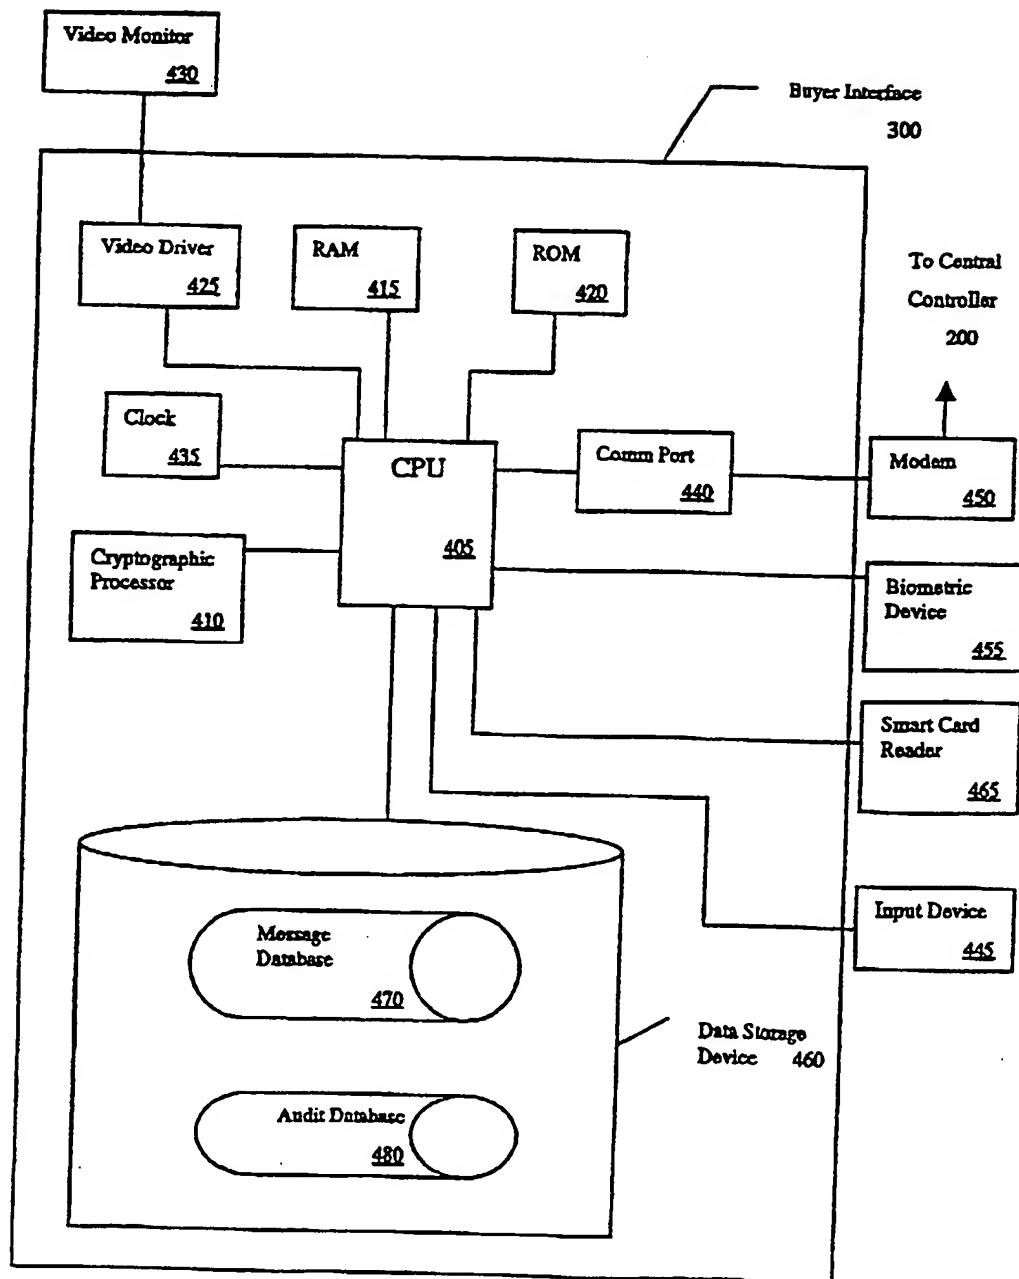 Video Monitor
430
Buyer Interface
300
Video Driver
425
RAM
415
ROM
420
To Central
Controller
200
Clock
435
CPU
405
Comm Port
440
Modem
450
Cryptographic
Processor
410
Biometric
Device
455
Smart Card
Reader
465
Input Device
445
Message
Database
470
Data Storage
Device 460
Audit Database
480